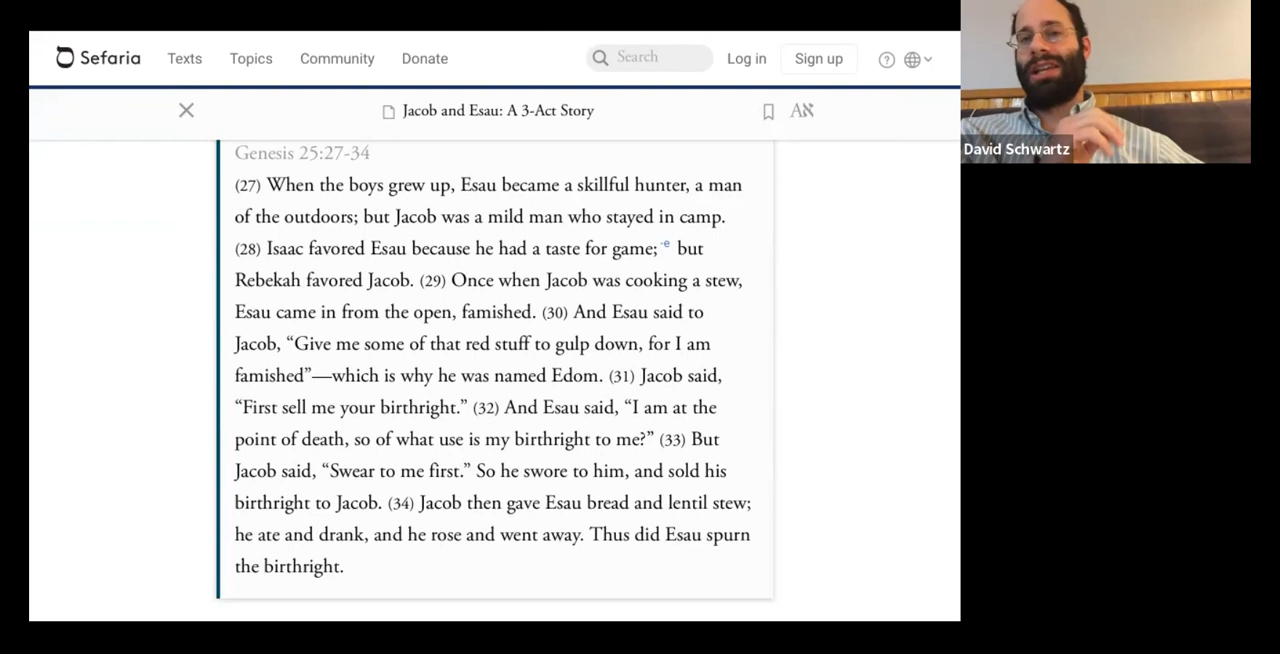 Sefaria Texts Topics Community Donate Search Log in Sign up
Jacob and Esau: A 3-Act Story Aא
David Schwartz
Genesis 25:27-34
(27) When the boys grew up, Esau became a skillful hunter, a man
of the outdoors; but Jacob was a mild man who stayed in camp.
(28) Isaac favored Esau because he had a taste for game;-e but
Rebekah favored Jacob. (29) Once when Jacob was cooking a stew,
Esau came in from the open, famished. (30) And Esau said to
Jacob, “Give me some of that red stuff to gulp down, for I am
famished”—which is why he was named Edom. (31) Jacob said,
“First sell me your birthright.” (32) And Esau said, “I am at the
point of death, so of what use is my birthright to me?” (33) But
Jacob said, “Swear to me first.” So he swore to him, and sold his
birthright to Jacob. (34) Jacob then gave Esau bread and lentil stew;
he ate and drank, and he rose and went away. Thus did Esau spurn
the birthright.